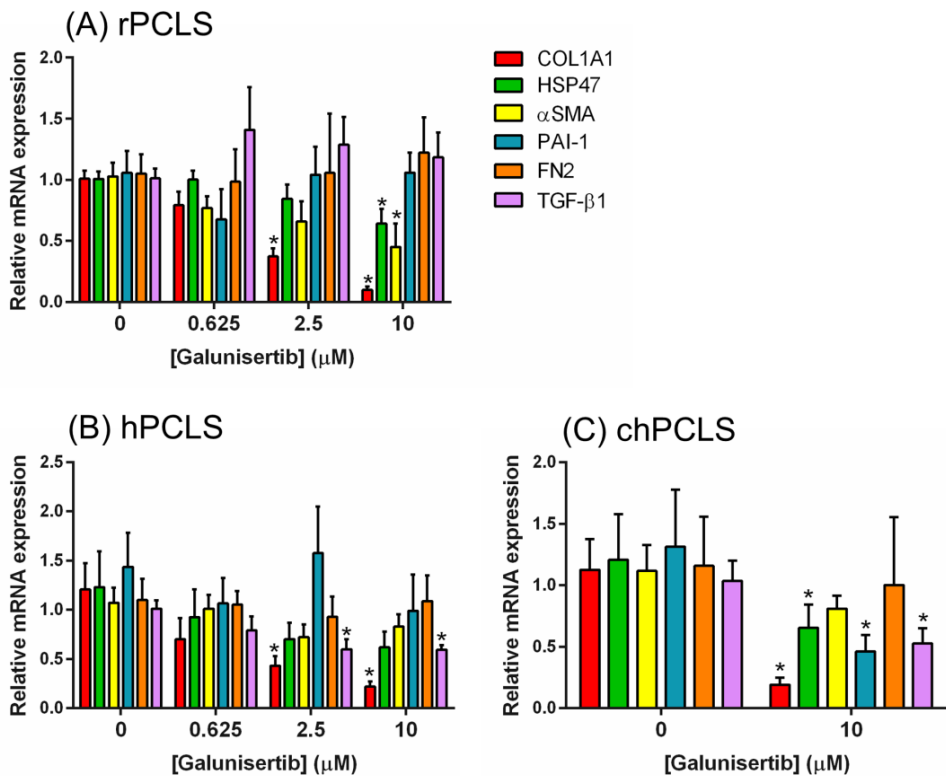 (A) rPCLS
Relative mRNA expression
2.0
1.5
1.0
0.5
0.0
* * * *
0 0.625 2.5 10
[Galunisertib] (μM)
COL1A1
HSP47
αSMA
PAI-1
FN2
TGF-β1
(B) hPCLS
Relative mRNA expression
2.5
2.0
1.5
1.0
0.5
0.0
* * * *
0 0.625 2.5 10
[Galunisertib] (μM)
(C) chPCLS
Relative mRNA expression
2.0
1.5
1.0
0.5
0.0
* * * *
0 10
[Galunisertib] (μM)